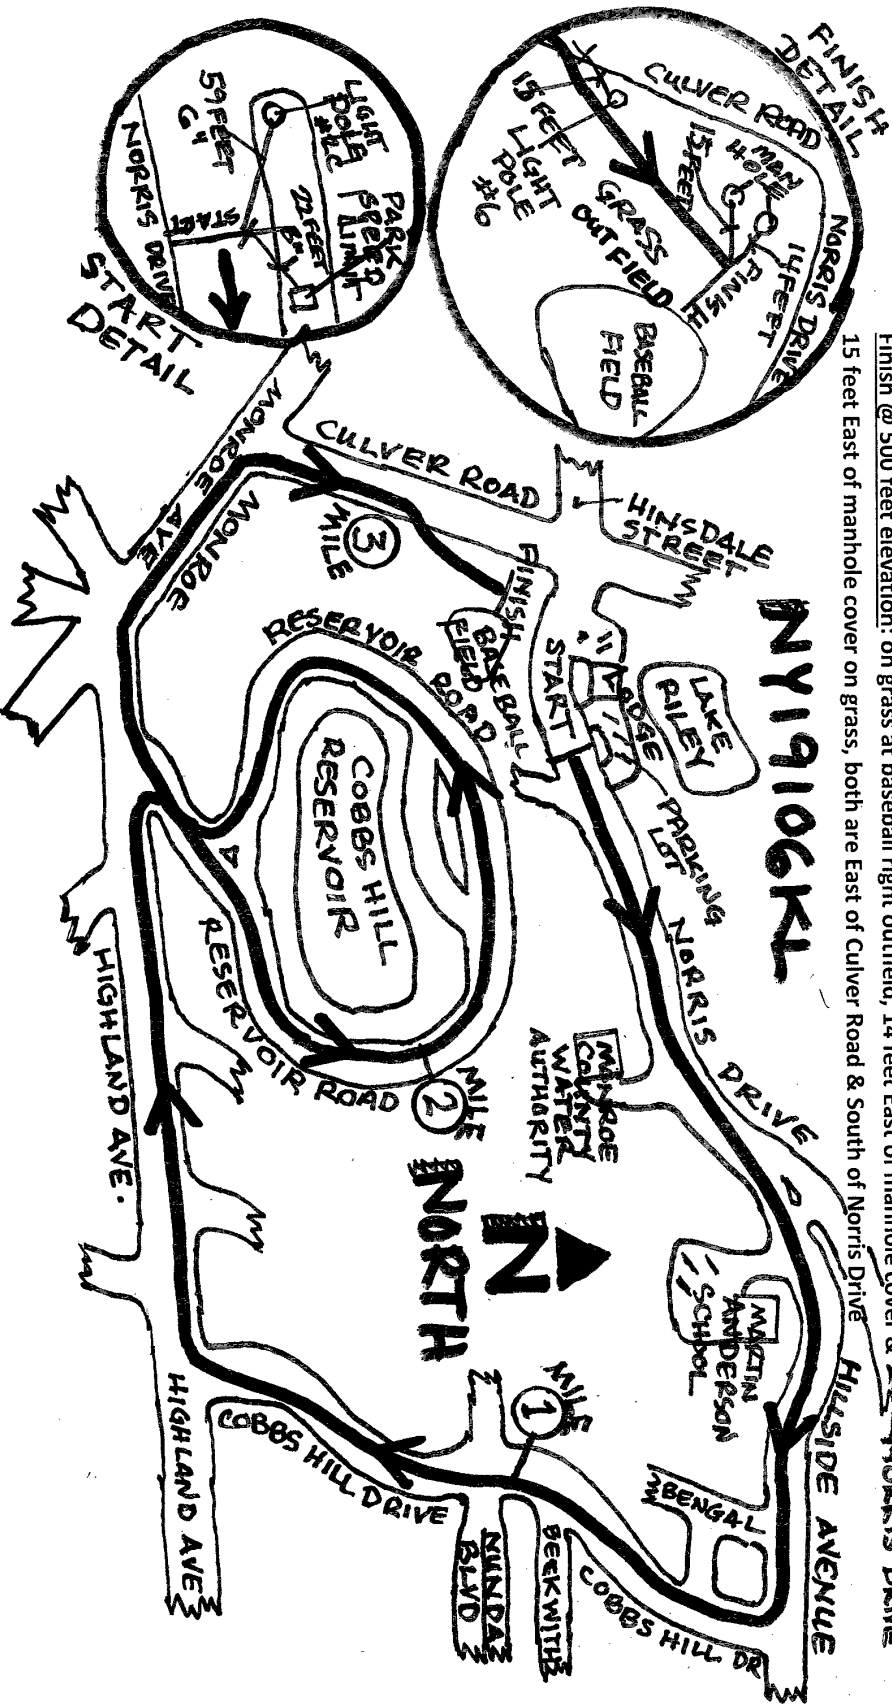 Finish @ 500 feet elevation: on grass at baseball right outfield, 14 feet East of manhole cover &
15 feet East of manhole cover on grass, both are East of Culver Road & South of Norris Drive
NORRIS DRIVE
NY19106KL
FINISH
DETAIL
CULVER ROAD
NORRIS DRIVE
MAN
HOLE
15 FEET
14 FEET
FINISH
GRASS
OUTFIELD
15 FEET
LIGHT
POLE
#6
BASEBALL
FIELD
LIGHT
POLE
59 FEET
G4
PARK
SPEED
LIMIT
22 FEET
START
NORRIS DRIVE
START
DETAIL
HINSDALE
STREET
CULVER ROAD
LAKE
RILEY
LODGE
PARKING
LOT
START
FINISH
BASEBALL
FIELD
NORRIS DRIVE
HILLSIDE AVENUE
MONROE
COUNTY
WATER
AUTHORITY
MARTIN
ANDERSON
SCHOOL
BENGAL
COBBS HILL DR
BEEKWITH
NUNDA
BLVD
MILE
1
COBBS HILL DRIVE
HIGHLAND AVE
HIGHLAND AVE.
N
NORTH
MILE
2
RESERVOIR ROAD
RESERVOIR ROAD
COBBS HILL
RESERVOIR
MONROE AVE
MONROE
MONROE
3
MILE